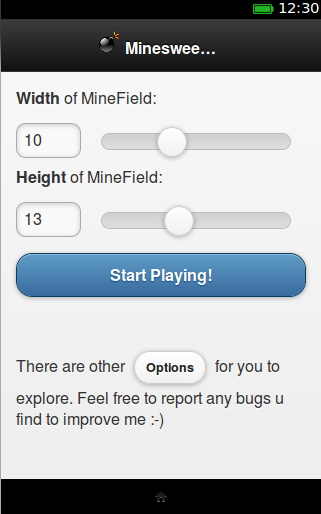 12:30
Mineswee…
Width of MineField:
10
Height of MineField:
13
Start Playing!
There are other Options for you to
explore. Feel free to report any bugs u
find to improve me :-)